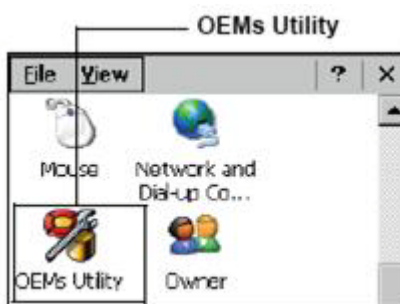 OEMs Utility
File View ? ×
Mouse Network and
Dial-up Co...
OEMs Utility Owner